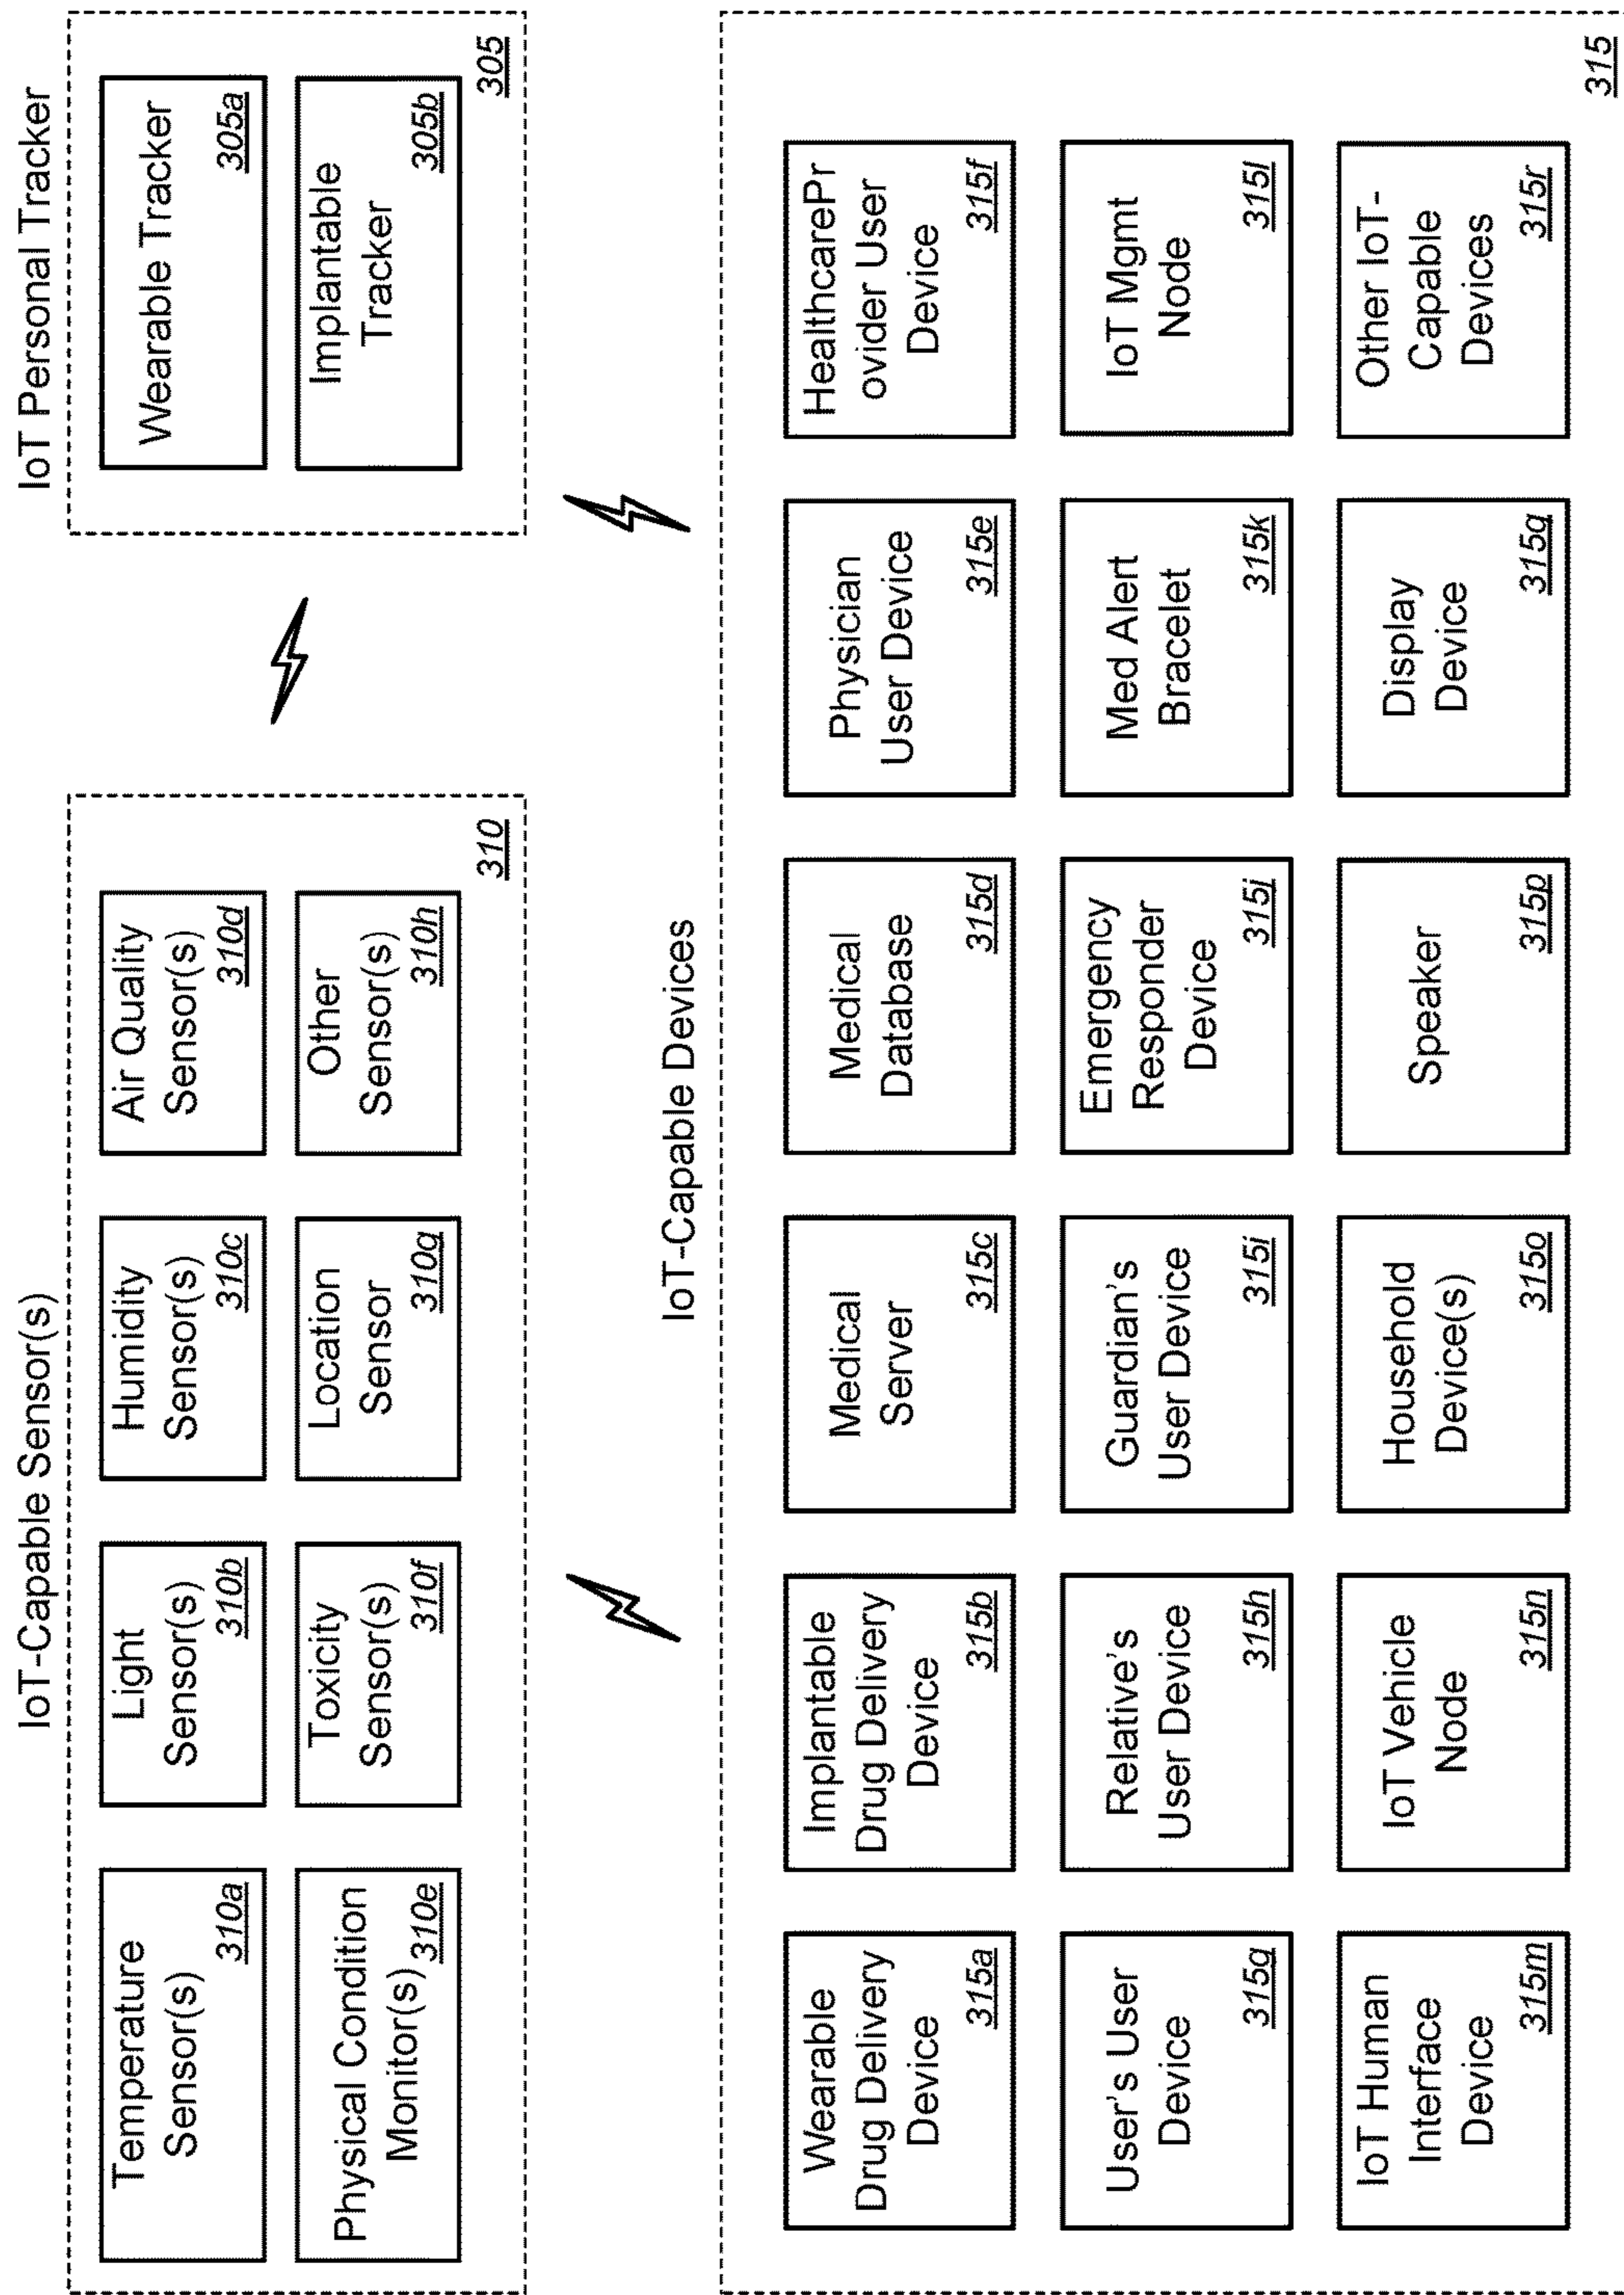 IoT-Capable Sensor(s)
Temperature
Sensor(s)
310a
Light
Sensor(s)
310b
Humidity
Sensor(s)
310c
Air Quality
Sensor(s)
310d
Physical Condition
Monitor(s)
310e
Toxicity
Sensor(s)
310f
Location
Sensor
310g
Other
Sensor(s)
310h
310
IoT Personal Tracker
Wearable Tracker
305a
Implantable
Tracker
305b
305
IoT-Capable Devices
Wearable
Drug Delivery
Device
315a
Implantable
Drug Delivery
Device
315b
Medical
Server
315c
Medical
Database
315d
Physician
User Device
315e
HealthcarePr
ovider User
Device
315f
User's User
Device
315g
Relative's
User Device
315h
Guardian's
User Device
315i
Emergency
Responder
Device
315j
Med Alert
Bracelet
315k
IoT Mgmt
Node
315l
IoT Human
Interface
Device
315m
IoT Vehicle
Node
315n
Household
Device(s)
315o
Speaker
315p
Display
Device
315q
Other IoT-
Capable
Devices
315r
315